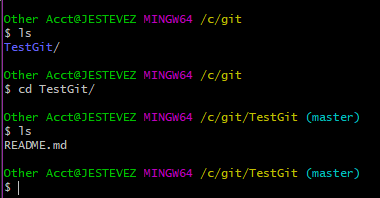 Other Acct@JESTEVEZ MINGW64 /c/git
$ ls
TestGit/
Other Acct@JESTEVEZ MINGW64 /c/git
$ cd TestGit/
Other Acct@JESTEVEZ MINGW64 /c/git/TestGit (master)
$ ls
README.md
Other Acct@JESTEVEZ MINGW64 /c/git/TestGit (master)
$